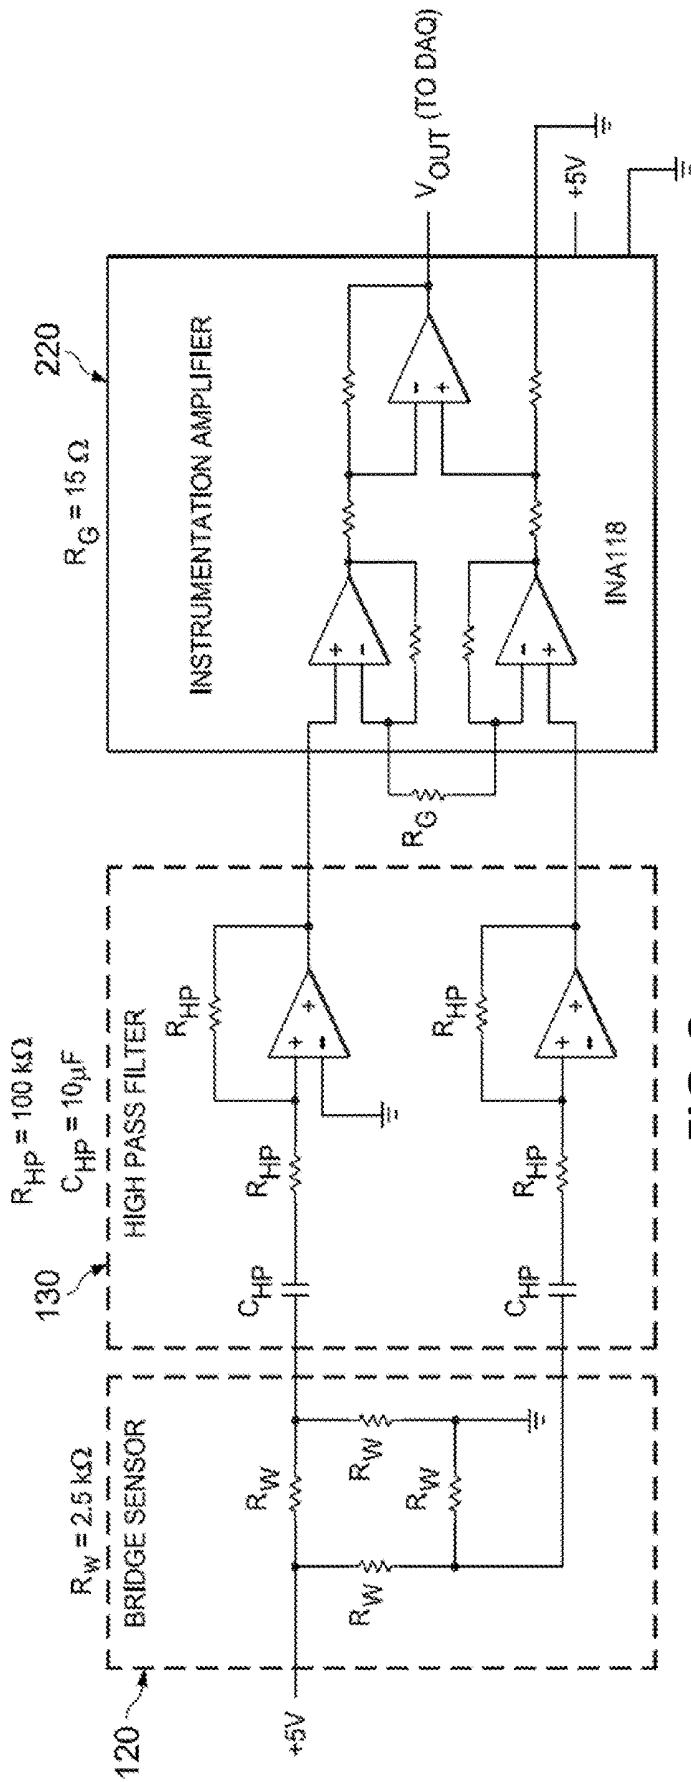 120
R_W = 2.5 kΩ
BRIDGE SENSOR
+5V
R_W
R_W
R_W
R_W
130
R_HP = 100 kΩ
C_HP = 10µF
HIGH PASS FILTER
C_HP
R_HP
R_HP
+
-
+
C_HP
R_HP
R_HP
+
-
+
R_G
R_G = 15 Ω
220
INSTRUMENTATION AMPLIFIER
+
-
-
+
-
+
INA118
V_OUT (TO DAQ)
+5V